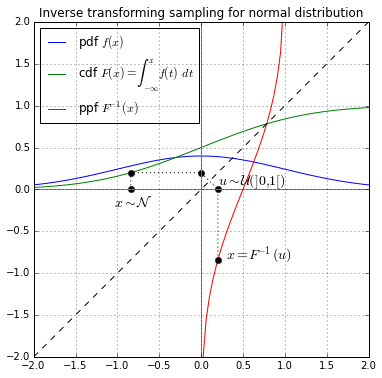 Inverse transforming sampling for normal distribution
pdf f(x)
cdf F(x) = ∫_{-∞}^{x} f(t) dt
ppf F⁻¹(x)
2.0
1.5
1.0
0.5
0.0
−0.5
−1.0
−1.5
−2.0
u ∼ 𝒰(]0,1[)
x ∼ 𝒩
x = F⁻¹(u)
−2.0 −1.5 −1.0 −0.5 0.0 0.5 1.0 1.5 2.0